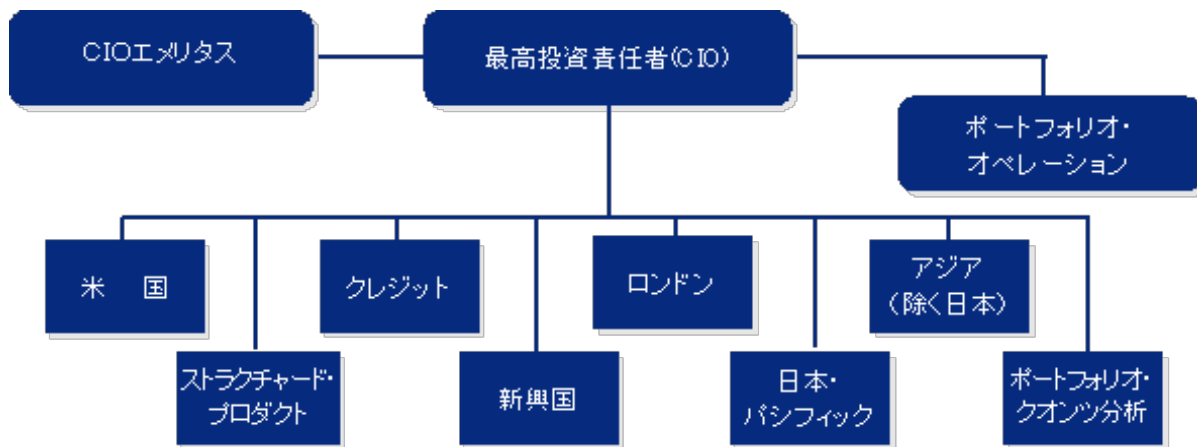 CIOエメリタス
最高投資責任者(CIO)
ポートフォリオ・
オペレーション
米 国
クレジット
ロンドン
アジア
(除く日本)
ストラクチャード・
プロダクト
新興国
日本・
パシフィック
ポートフォリオ・
クオンツ分析